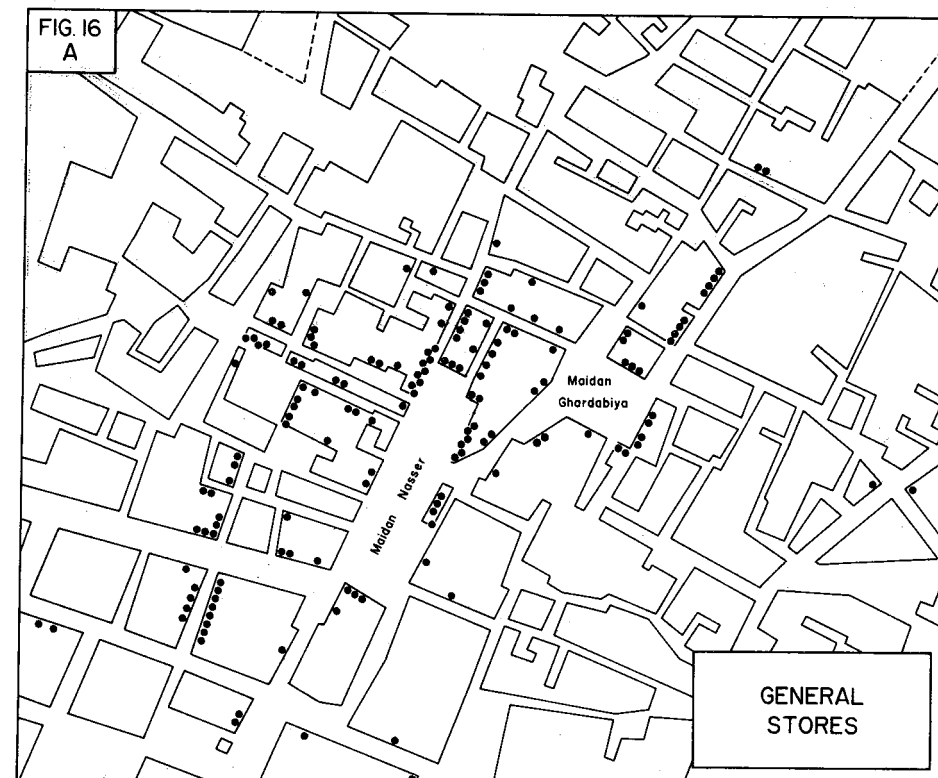 FIG. 16
A
Maidan
Ghardabiya
Maidan Nasser
GENERAL
STORES